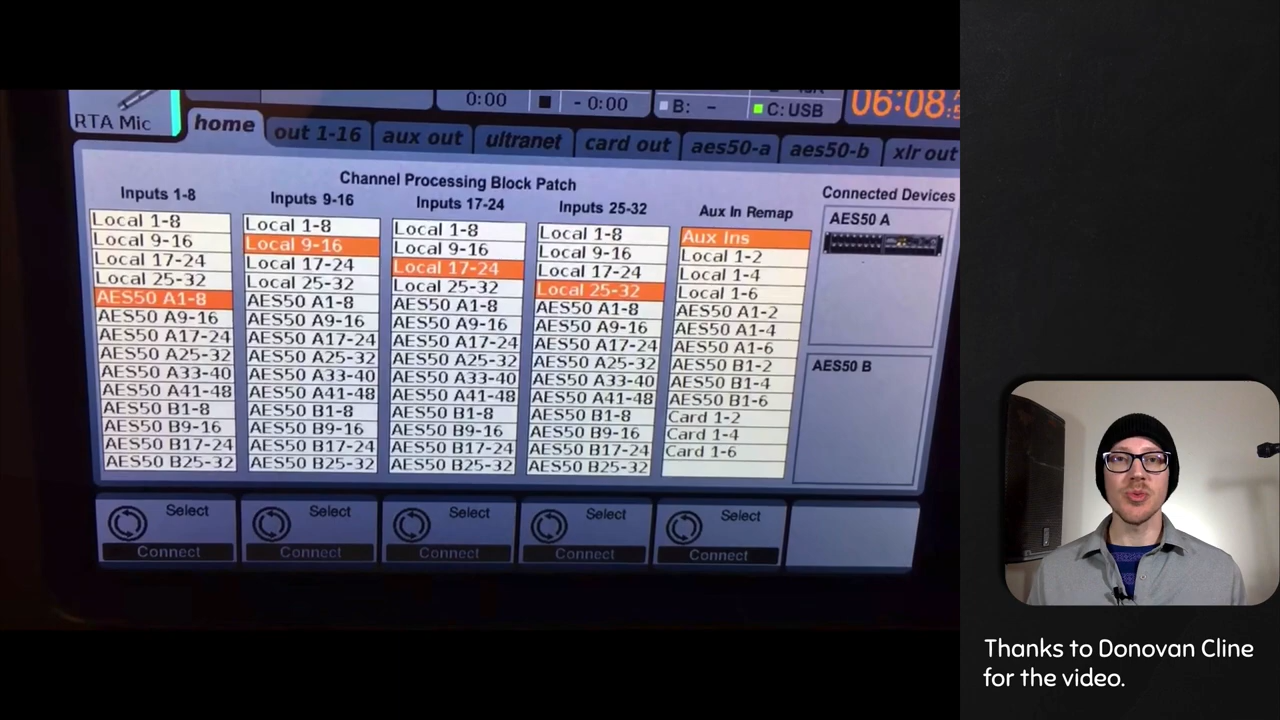 RTA Mic
0:00
- 0:00
B: -
C: USB
06:08
home
out 1-16
aux out
ultranet
card out
aes50-a
aes50-b
xlr out
Channel Processing Block Patch
Inputs 1-8
Local 1-8
Local 9-16
Local 17-24
Local 25-32
AES50 A1-8
AES50 A9-16
AES50 A17-24
AES50 A25-32
AES50 A33-40
AES50 A41-48
AES50 B1-8
AES50 B9-16
AES50 B17-24
AES50 B25-32
Inputs 9-16
Local 1-8
Local 9-16
Local 17-24
Local 25-32
AES50 A1-8
AES50 A9-16
AES50 A17-24
AES50 A25-32
AES50 A33-40
AES50 A41-48
AES50 B1-8
AES50 B9-16
AES50 B17-24
AES50 B25-32
Inputs 17-24
Local 1-8
Local 9-16
Local 17-24
Local 25-32
AES50 A1-8
AES50 A9-16
AES50 A17-24
AES50 A25-32
AES50 A33-40
AES50 A41-48
AES50 B1-8
AES50 B9-16
AES50 B17-24
AES50 B25-32
Inputs 25-32
Local 1-8
Local 9-16
Local 17-24
Local 25-32
AES50 A1-8
AES50 A9-16
AES50 A17-24
AES50 A25-32
AES50 A33-40
AES50 A41-48
AES50 B1-8
AES50 B9-16
AES50 B17-24
AES50 B25-32
Aux In Remap
Aux Ins
Local 1-2
Local 1-4
Local 1-6
AES50 A1-2
AES50 A1-4
AES50 A1-6
AES50 B1-2
AES50 B1-4
AES50 B1-6
Card 1-2
Card 1-4
Card 1-6
Connected Devices
AES50 A
AES50 B
Select
Connect
Select
Connect
Select
Connect
Select
Connect
Select
Connect
Thanks to Donovan Cline
for the video.